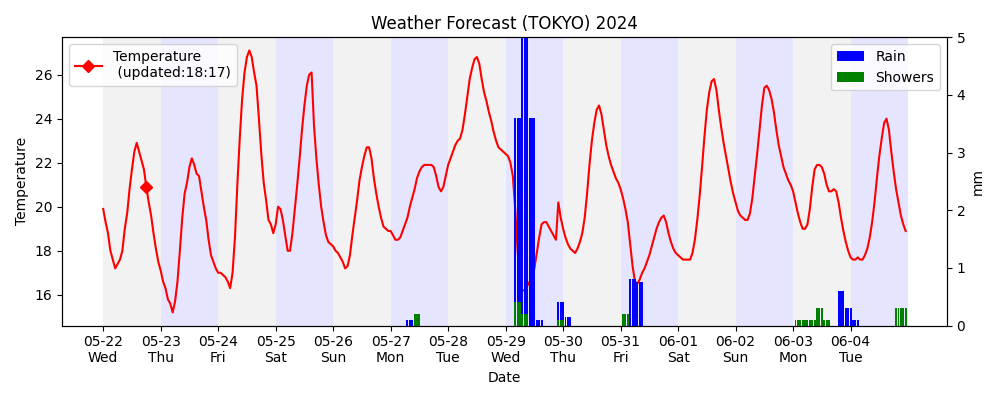 Weather Forecast (TOKYO) 2024
Temperature
(updated:18:17)
Rain
Showers
Temperature
26
24
22
20
18
16
5
4
3
2
1
0
mm
05-22 05-23 05-24 05-25 05-26 05-27 05-28 05-29 05-30 05-31 06-01 06-02 06-03 06-04
Wed Thu Fri Sat Sun Mon Tue Wed Thu Fri Sat Sun Mon Tue
Date